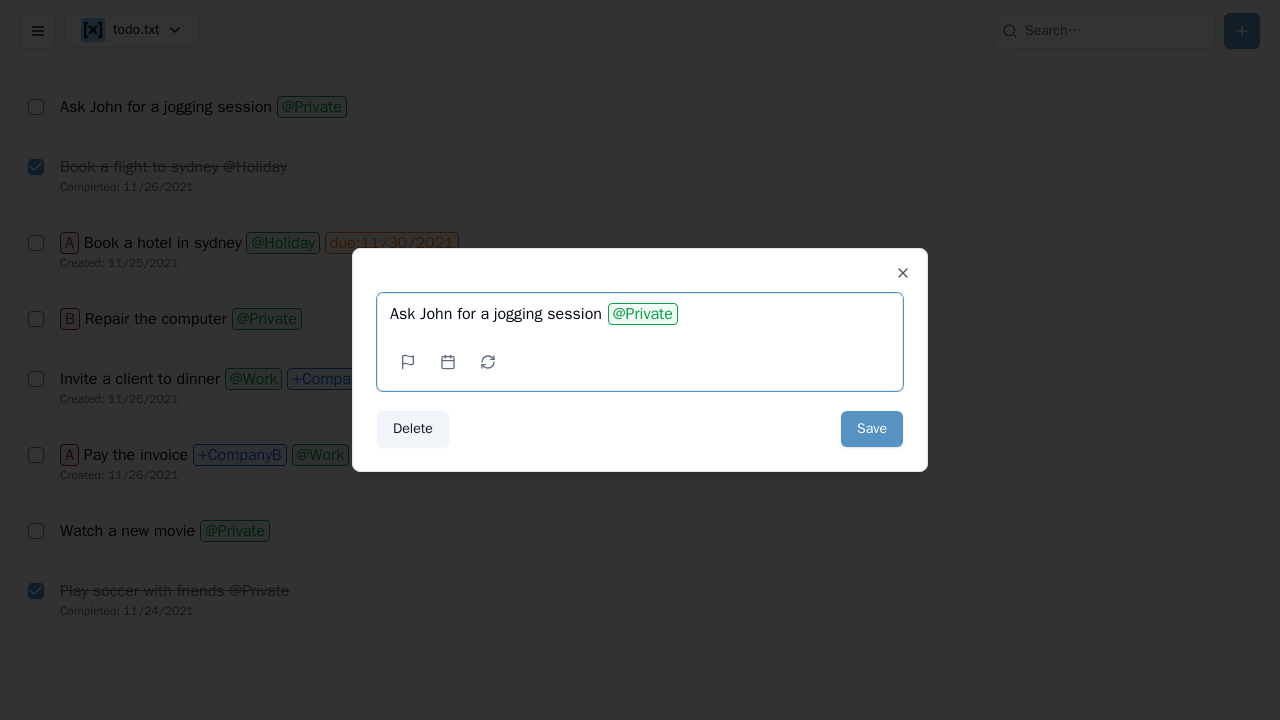 [x] todo.txt
Search…
Ask John for a jogging session @Private
Book a flight to sydney @Holiday
Completed: 11/26/2021
A Book a hotel in sydney @Holiday due:11/30/2021
Created: 11/25/2021
B Repair the computer @Private
Invite a client to dinner @Work
Created: 11/26/2021
A Pay the invoice +CompanyB @Work
Created: 11/26/2021
Watch a new movie @Private
Play soccer with friends @Private
Completed: 11/24/2021
Ask John for a jogging session @Private
Delete
Save